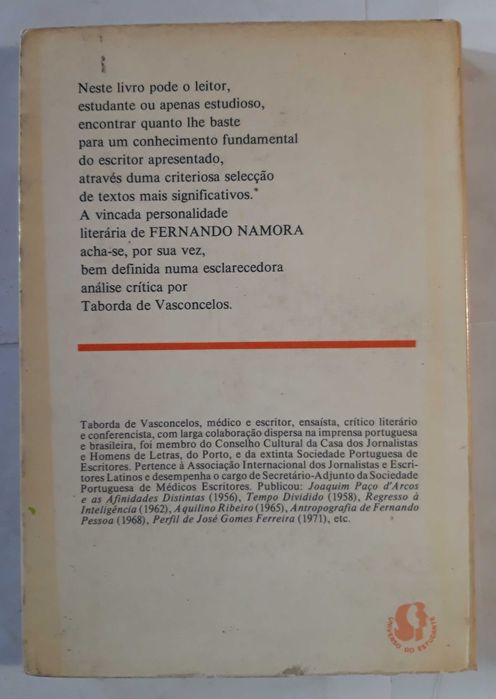 Neste livro pode o leitor,
estudante ou apenas estudioso,
encontrar quanto lhe baste
para um conhecimento fundamental
do escritor apresentado,
através duma criteriosa selecção
de textos mais significativos.
A vincada personalidade
literária de FERNANDO NAMORA
acha-se, por sua vez,
bem definida numa esclarecedora
análise crítica por
Taborda de Vasconcelos.
Taborda de Vasconcelos, médico e escritor, ensaísta, crítico literário
e conferencista, com larga colaboração dispersa na imprensa portuguesa
e brasileira, foi membro do Conselho Cultural da Casa dos Jornalistas
e Homens de Letras, do Porto, e da extinta Sociedade Portuguesa de
Escritores. Pertence à Associação Internacional dos Jornalistas e Escri-
tores Latinos e desempenha o cargo de Secretário-Adjunto da Sociedade
Portuguesa de Médicos Escritores. Publicou: Joaquim Paço d'Arcos
e as Afinidades Distintas (1956), Tempo Dividido (1958), Regresso à
Inteligência (1962), Aquilino Ribeiro (1965), Antropografia de Fernando
Pessoa (1968), Perfil de José Gomes Ferreira (1971), etc.
UNIVERSO DO ESTUDANTE